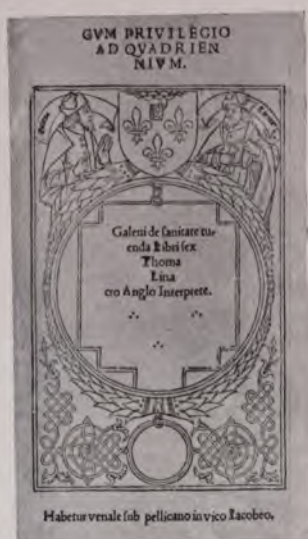 GVM PRIVILEGIO
AD QVADRIEN
NIVM.
Galeni de sanitate tu-
enda Libri sex
Thoma
Lina
cro Anglo Interprete.
Habetur venale sub pellicano in vico Iacobeo.